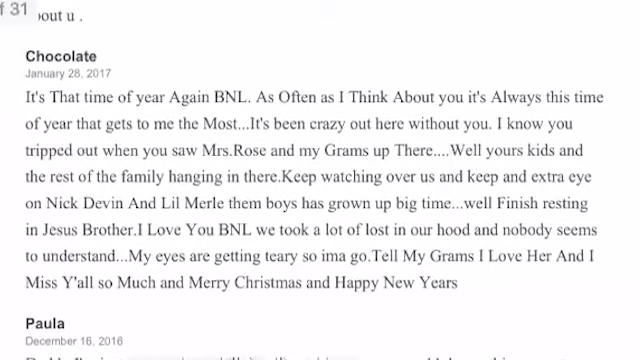 f 31
out u .
Chocolate
January 28, 2017
It's That time of year Again BNL. As Often as I Think About you it's Always this time
of year that gets to me the Most...It's been crazy out here without you. I know you
tripped out when you saw Mrs.Rose and my Grams up There....Well yours kids and
the rest of the family hanging in there.Keep watching over us and keep and extra eye
on Nick Devin And Lil Merle them boys has grown up big time...well Finish resting
in Jesus Brother.I Love You BNL we took a lot of lost in our hood and nobody seems
to understand...My eyes are getting teary so ima go.Tell My Grams I Love Her And I
Miss Y'all so Much and Merry Christmas and Happy New Years
Paula
December 16, 2016